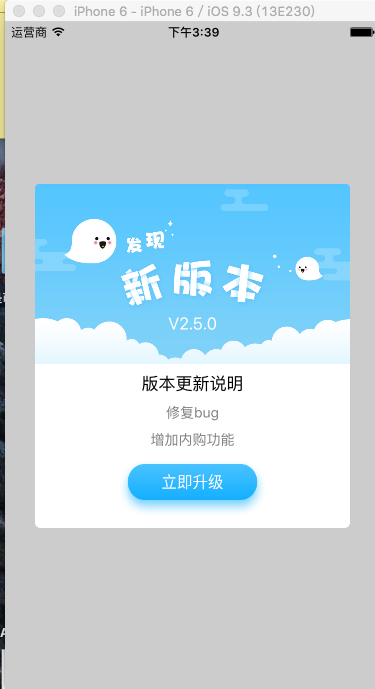 iPhone 6 - iPhone 6 / iOS 9.3 (13E230)
运营商 下午3:39
发现
新版本
V2.5.0
版本更新说明
修复bug
增加内购功能
立即升级